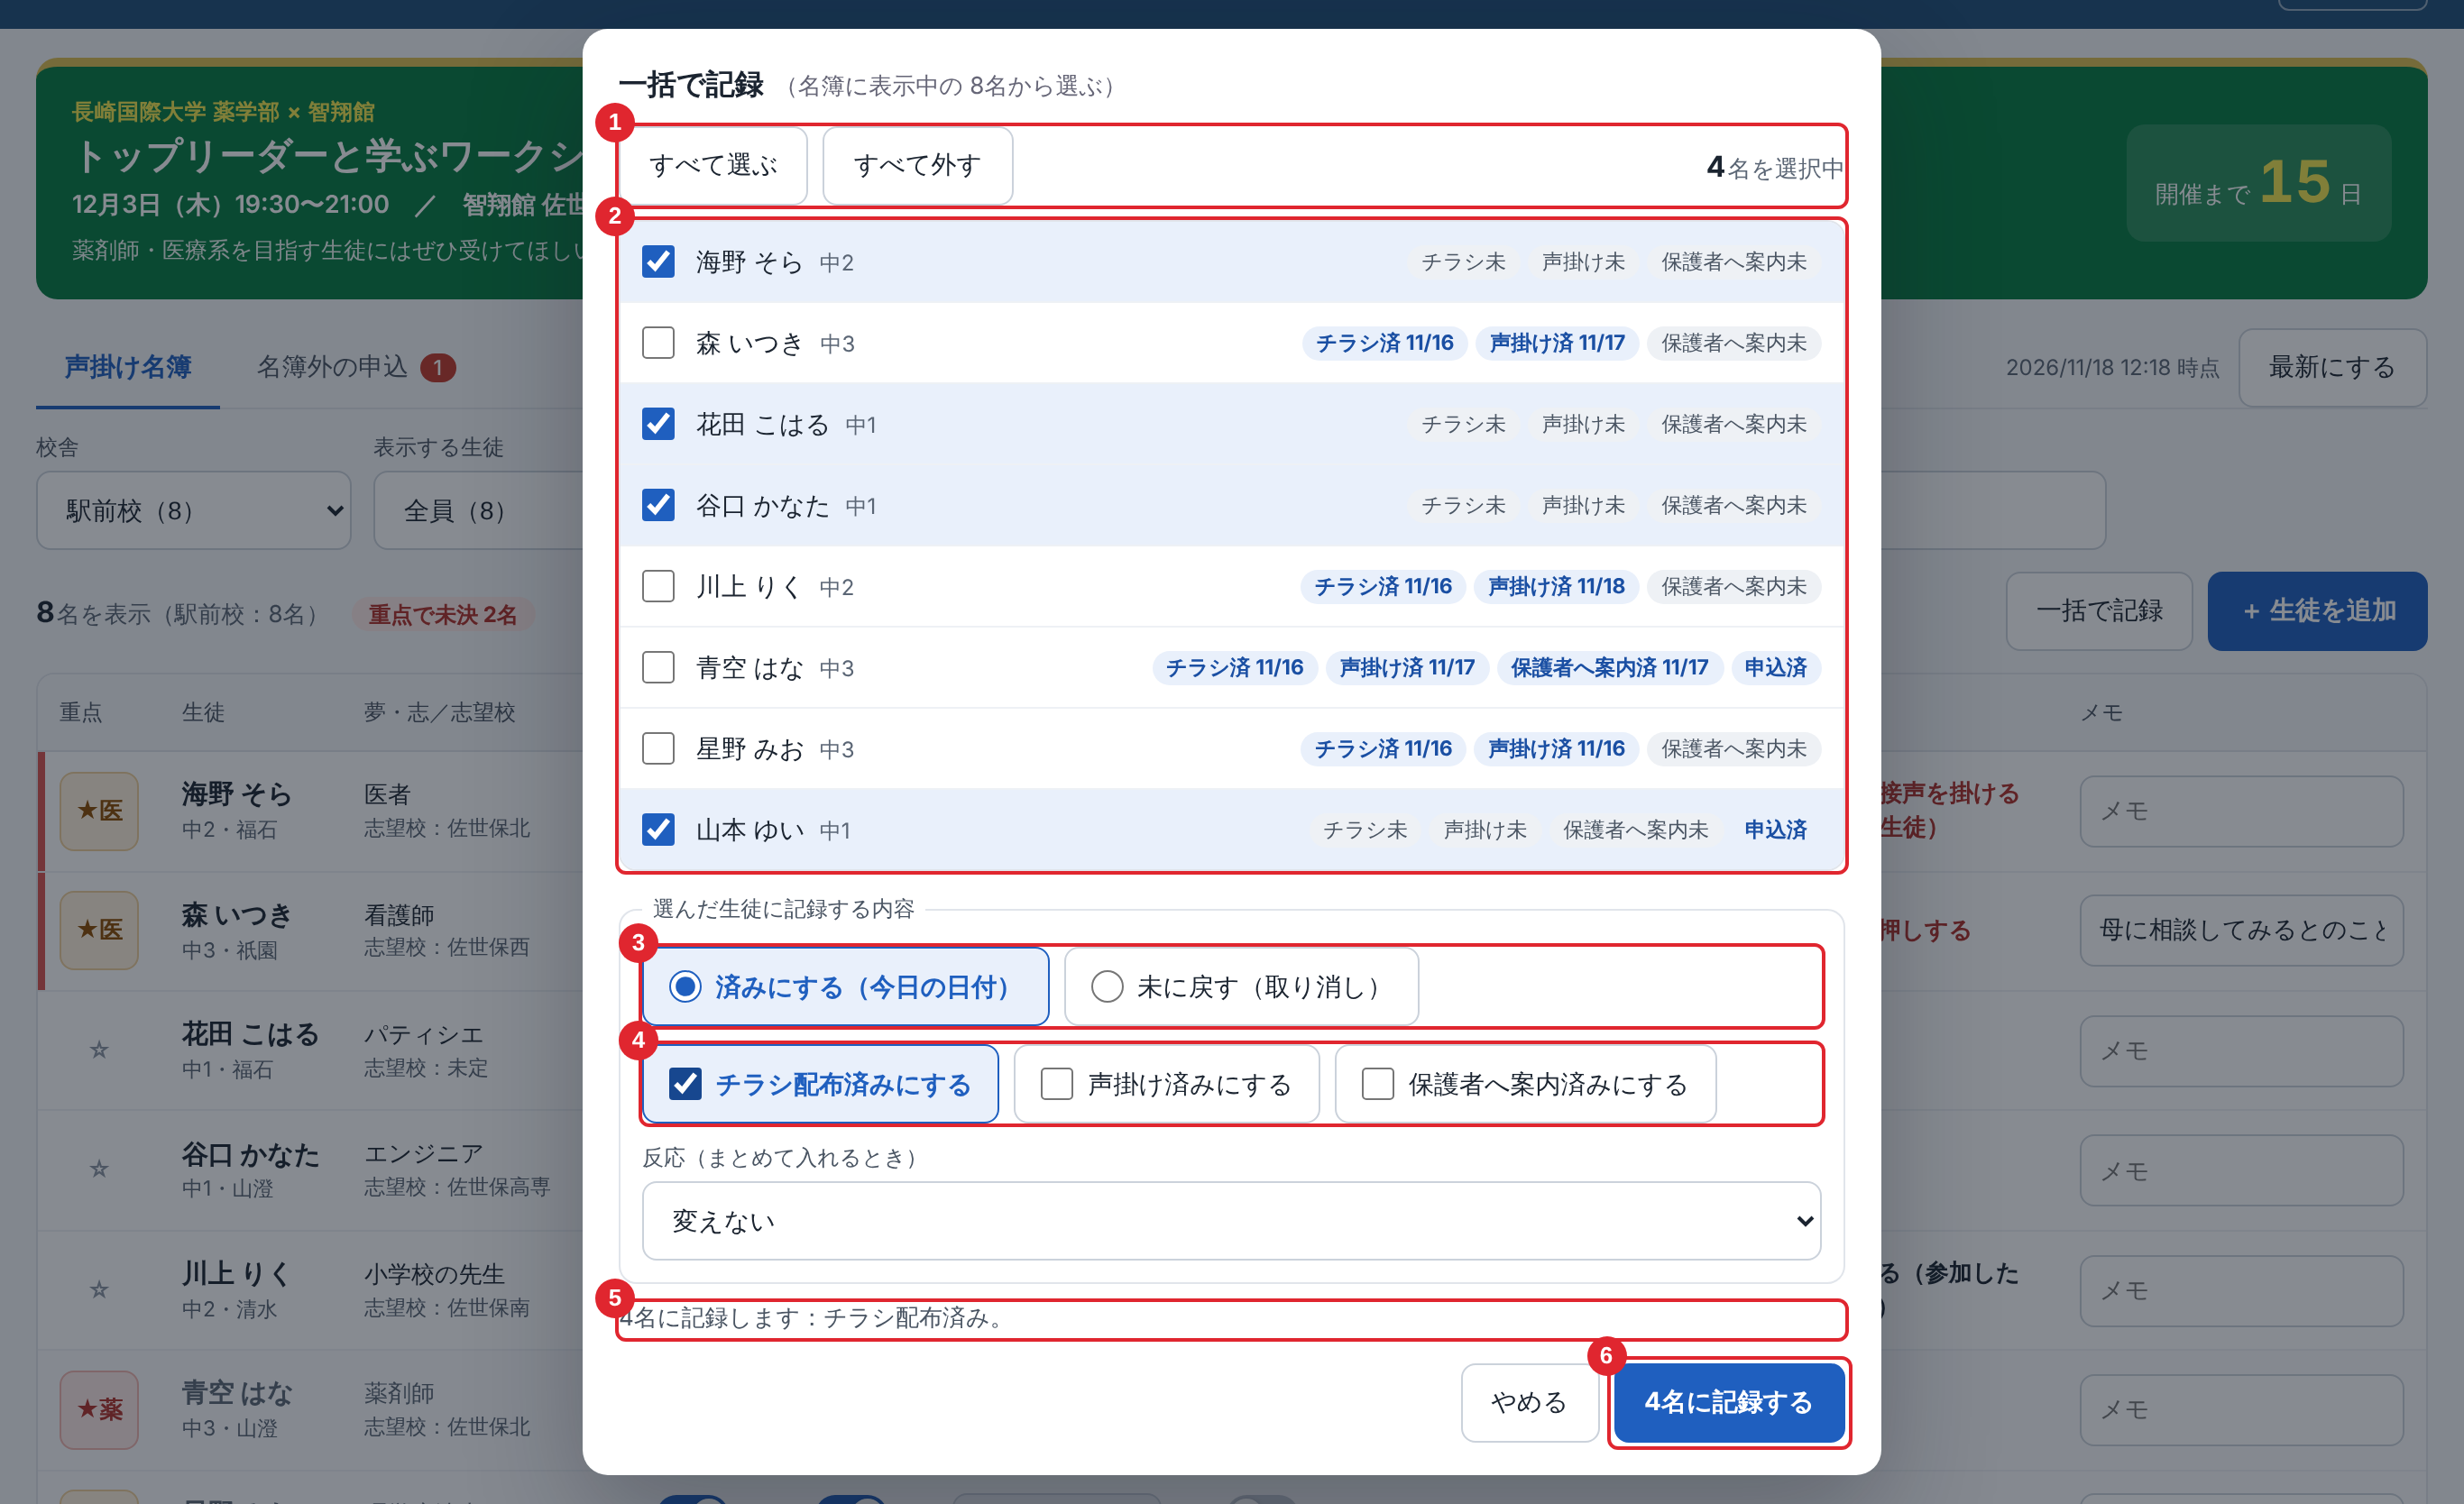 長崎国際大学 薬学部 × 智翔館
トップリーダーと学ぶワークシ
12月3日（木）19:30〜21:00　／　智翔館 佐世
薬剤師・医療系を目指す生徒にはぜひ受けてほし
開催まで 15 日
声掛け名簿
名簿外の申込 1
2026/11/18 12:18 時点
最新にする
校舎
表示する生徒
駅前校（8）
全員（8）
8名を表示（駅前校：8名）
重点で未決 2名
一括で記録
+ 生徒を追加
重点 生徒 夢・志／志望校 メモ
★医 海野 そら 医者 接声を掛ける メモ
中2・福石 志望校：佐世保北 生徒）
★医 森 いつき 看護師 押しする 母に相談してみるとのこと
中3・祇園 志望校：佐世保西
☆ 花田 こはる パティシエ メモ
中1・福石 志望校：未定
☆ 谷口 かなた エンジニア メモ
中1・山澄 志望校：佐世保高専
☆ 川上 りく 小学校の先生 る（参加した メモ
中2・清水 志望校：佐世保南 ）
★薬 青空 はな 薬剤師 メモ
中3・山澄 志望校：佐世保北
一括で記録 （名簿に表示中の 8名から選ぶ）
1
すべて選ぶ すべて外す 4名を選択中
2
海野 そら 中2 チラシ未 声掛け未 保護者へ案内未
森 いつき 中3 チラシ済 11/16 声掛け済 11/17 保護者へ案内未
花田 こはる 中1 チラシ未 声掛け未 保護者へ案内未
谷口 かなた 中1 チラシ未 声掛け未 保護者へ案内未
川上 りく 中2 チラシ済 11/16 声掛け済 11/18 保護者へ案内未
青空 はな 中3 チラシ済 11/16 声掛け済 11/17 保護者へ案内済 11/17 申込済
星野 みお 中3 チラシ済 11/16 声掛け済 11/16 保護者へ案内未
山本 ゆい 中1 チラシ未 声掛け未 保護者へ案内未 申込済
選んだ生徒に記録する内容
3
済みにする（今日の日付） 未に戻す（取り消し）
4
チラシ配布済みにする 声掛け済みにする 保護者へ案内済みにする
反応（まとめて入れるとき）
変えない
5
4名に記録します：チラシ配布済み。
6
やめる 4名に記録する